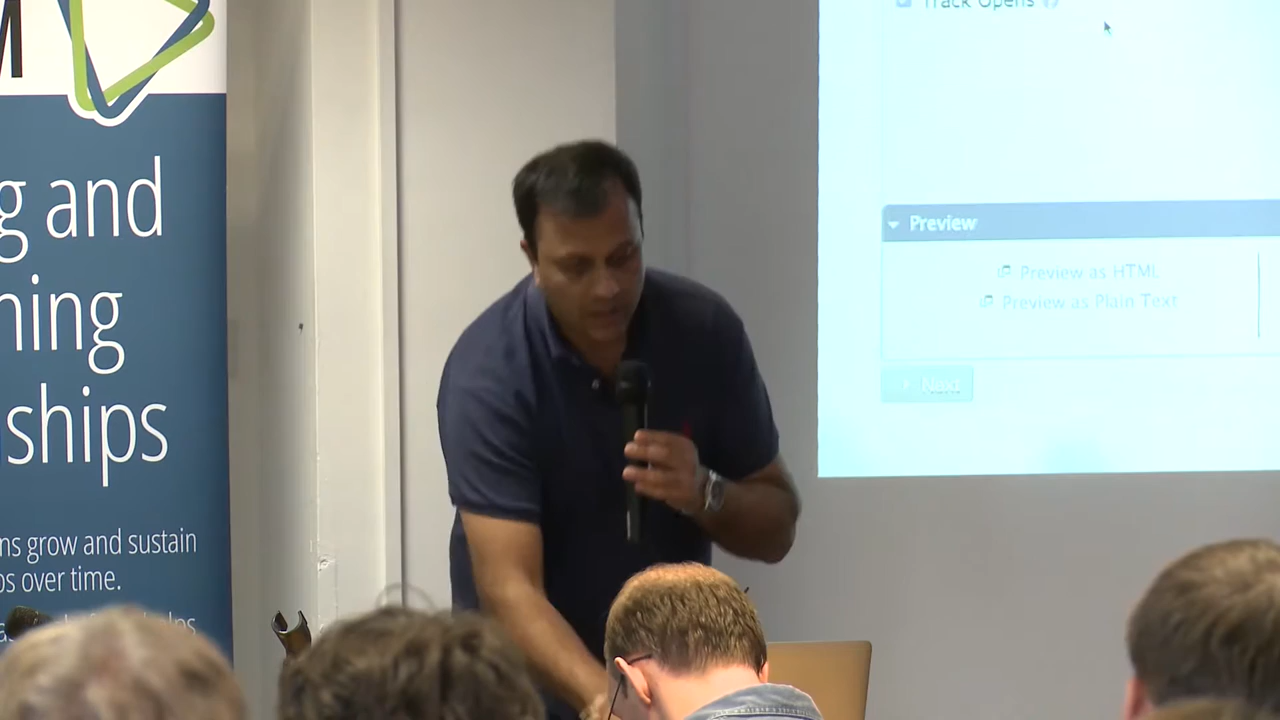 M
g and
ning
ships
ns grow and sustain
os over time.
Track Opens
Preview
Preview as HTML
Preview as Plain Text
Next